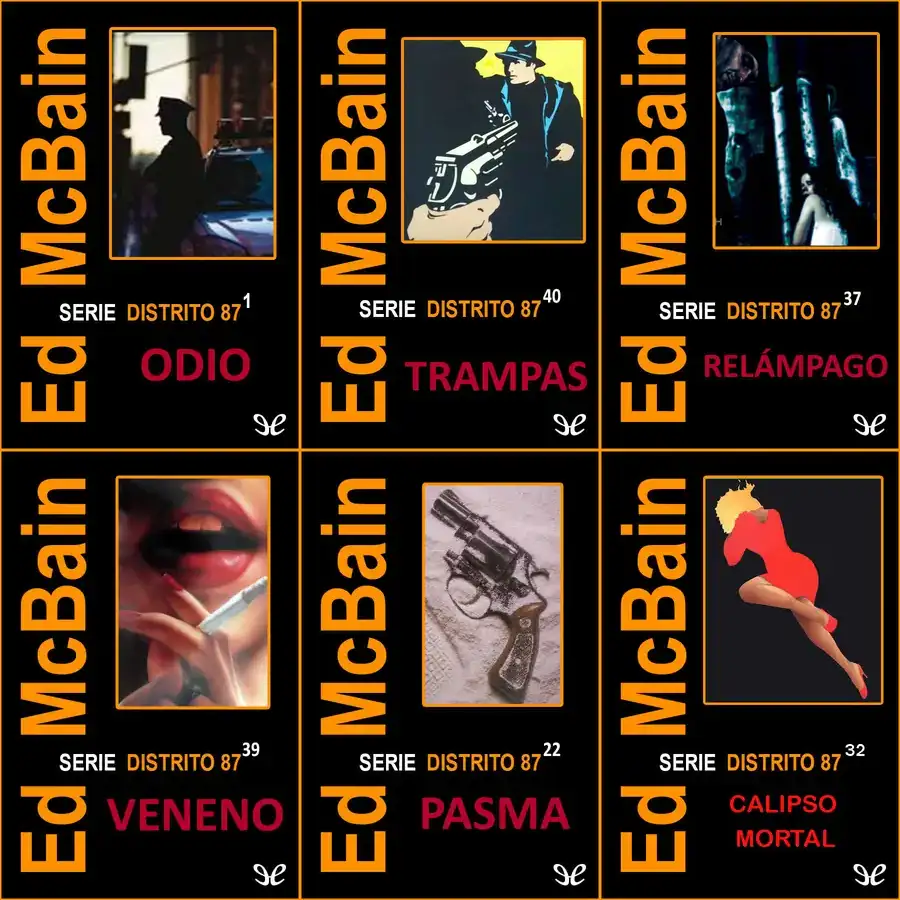 Ed McBain
SERIE DISTRITO 87 1
ODIO
Ed McBain
SERIE DISTRITO 87 40
TRAMPAS
Ed McBain
SERIE DISTRITO 87 37
RELÁMPAGO
Ed McBain
SERIE DISTRITO 87 39
VENENO
Ed McBain
SERIE DISTRITO 87 22
PASMA
Ed McBain
SERIE DISTRITO 87 32
CALIPSO
MORTAL